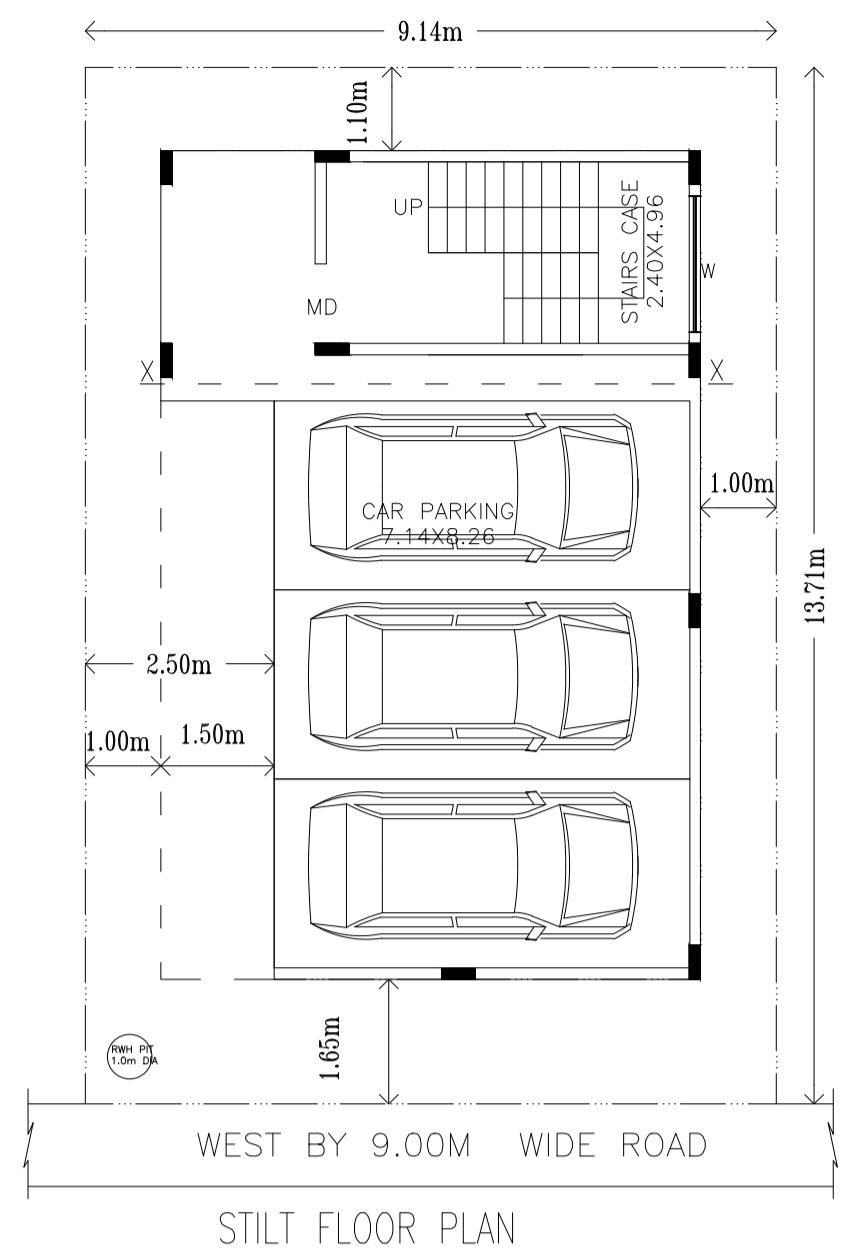 9.14m
1.10m
UP
STAIRS CASE
2.40X4.96
W
MD
X
X
CAR PARKING
7.14X8.26
1.00m
13.71m
2.50m
1.00m
1.50m
1.65m
RWH PIT
1.0m DIA
WEST BY 9.00M WIDE ROAD
STILT FLOOR PLAN